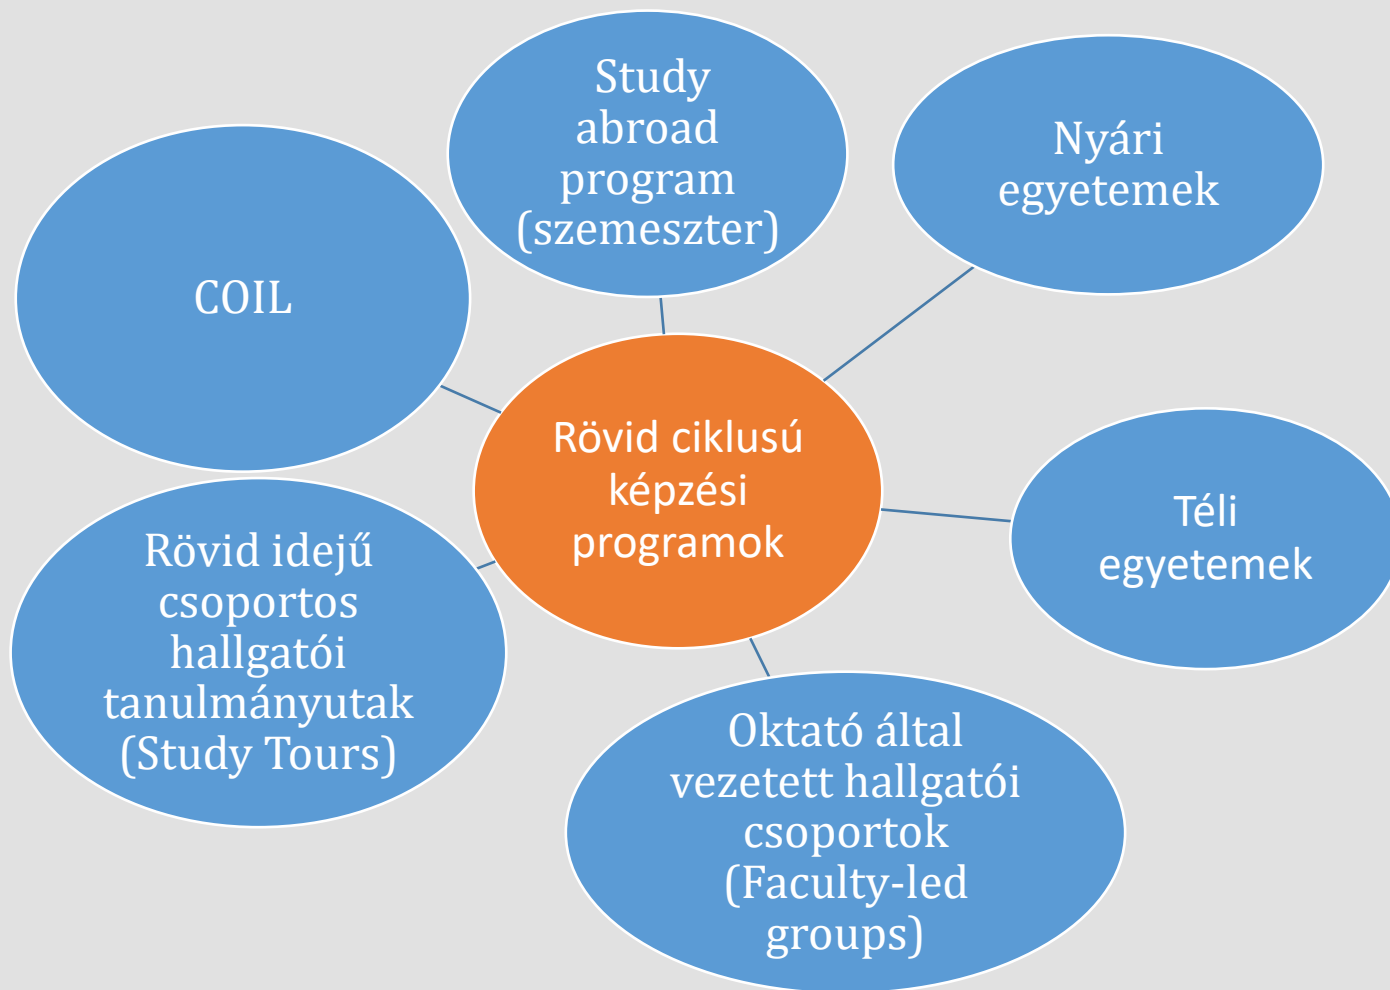 Study
abroad
program
(szemeszter)
Nyári
egyetemek
COIL
Rövid ciklusú
képzési
programok
Téli
egyetemek
Rövid idejű
csoportos
hallgatói
tanulmányutak
(Study Tours)
Oktató által
vezetett hallgatói
csoportok
(Faculty-led
groups)